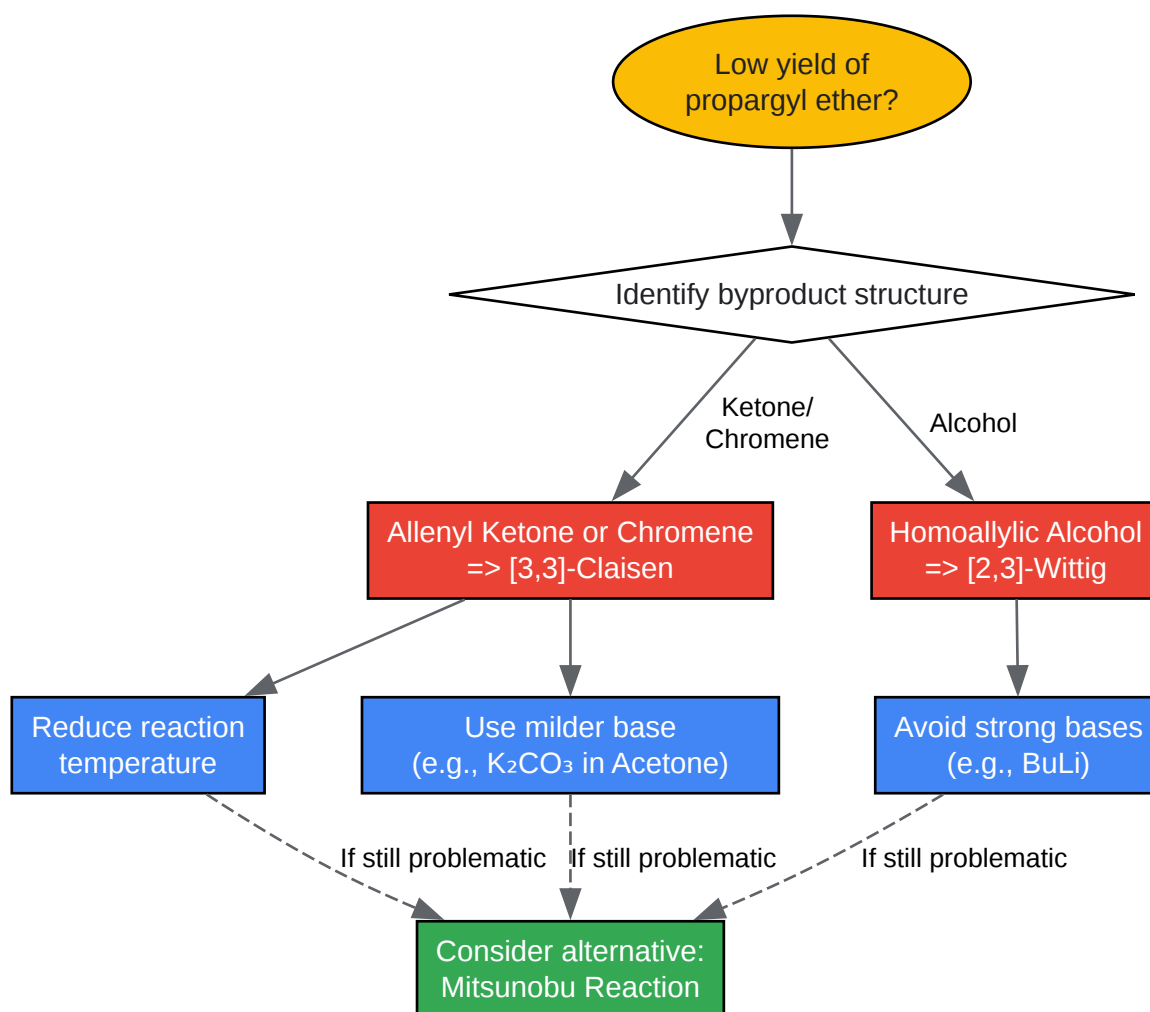 Low yield of
propargyl ether?
Identify byproduct structure
Ketone/
Chromene
Alcohol
Allenyl Ketone or Chromene
=> [3,3]-Claisen
Homoallylic Alcohol
=> [2,3]-Wittig
Reduce reaction
temperature
Use milder base
(e.g., K₂CO₃ in Acetone)
Avoid strong bases
(e.g., BuLi)
If still problematic
If still problematic
If still problematic
Consider alternative:
Mitsunobu Reaction